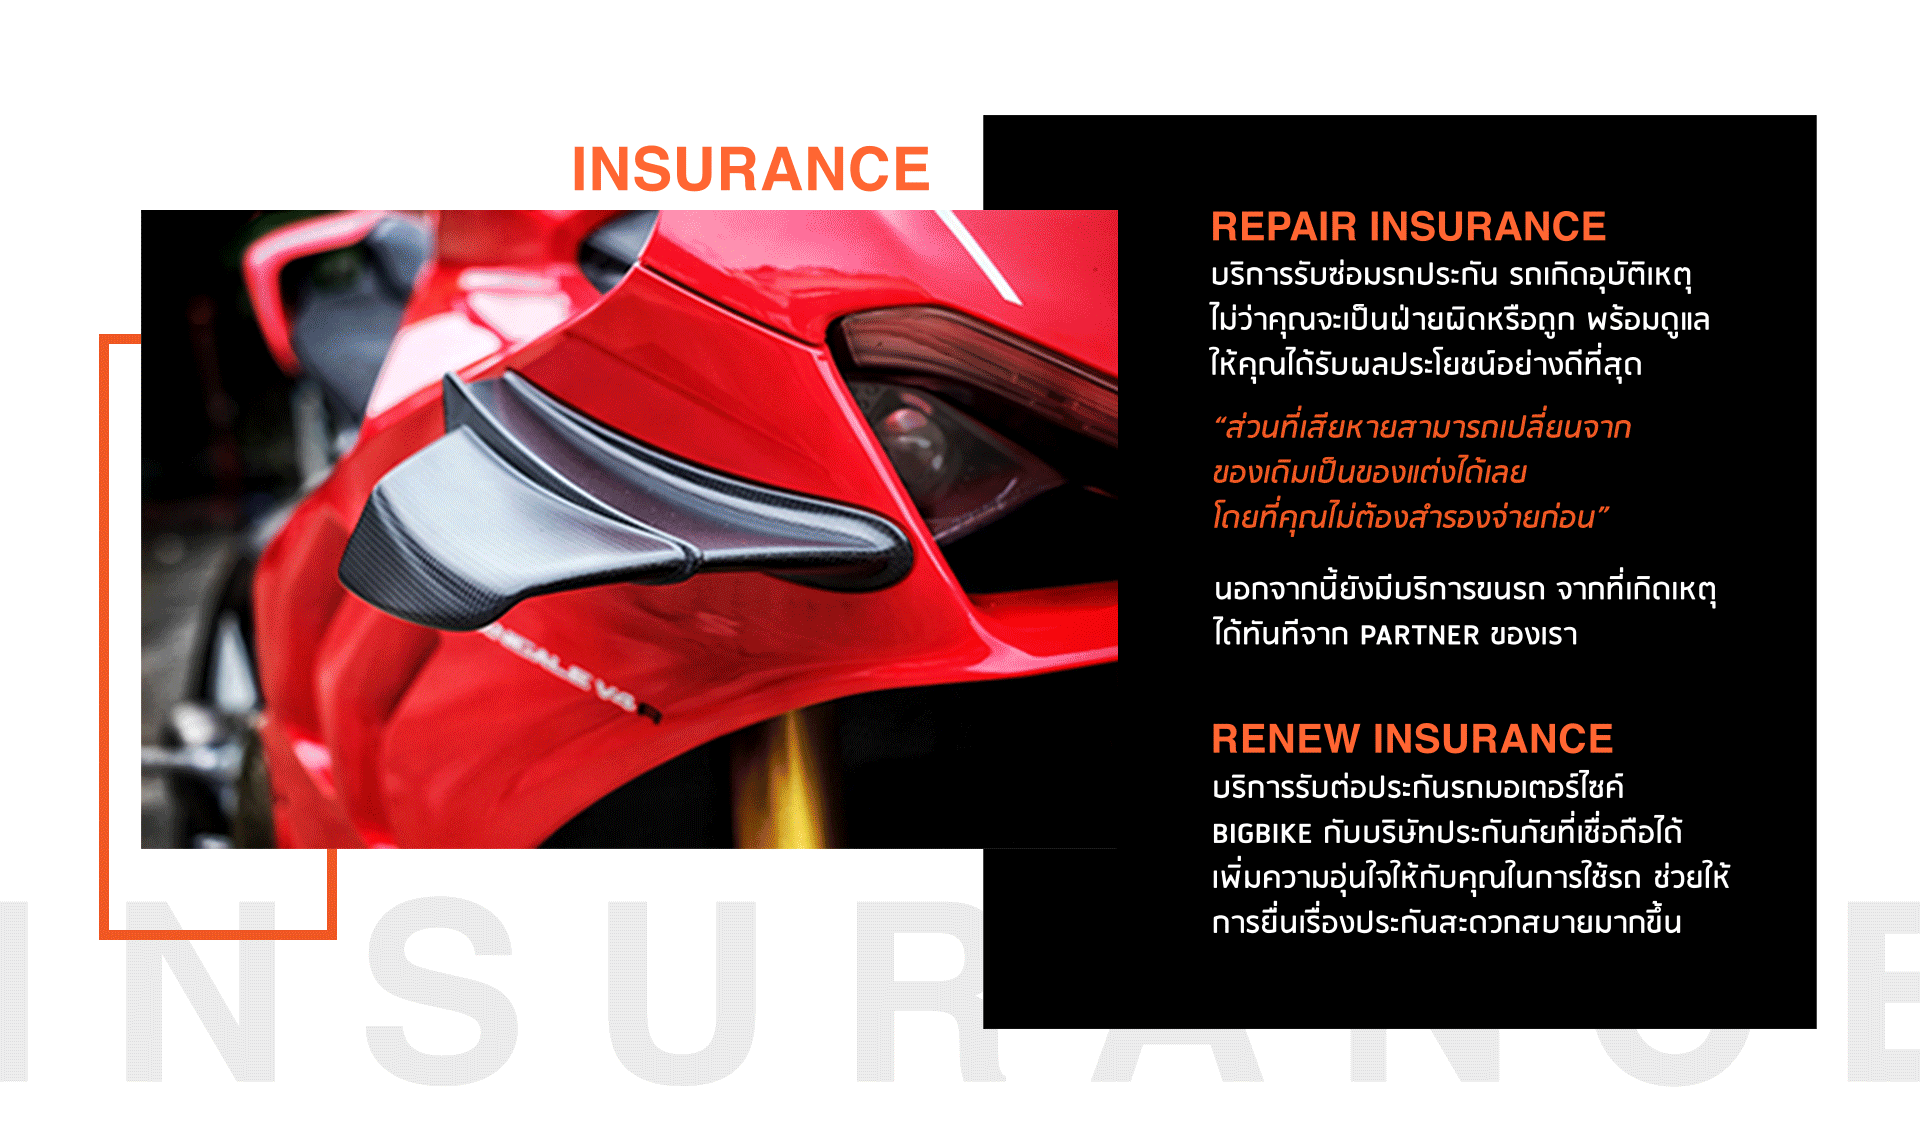 INSURANCE
REPAIR INSURANCE
บริการรับซ่อมรถประกัน รถเกิดอุบัติเหตุ
ไม่ว่าคุณจะเป็นฝ่ายผิดหรือถูก พร้อมดูแล
ให้คุณได้รับผลประโยชน์อย่างดีที่สุด
“ส่วนที่เสียหายสามารถเปลี่ยนจาก
ของเดิมเป็นของแต่งได้เลย
โดยที่คุณไม่ต้องสำรองจ่ายก่อน”
นอกจากนี้ยังมีบริการขนรถ จากที่เกิดเหตุ
ได้ทันทีจาก PARTNER ของเรา
RENEW INSURANCE
บริการรับต่อประกันรถมอเตอร์ไซค์
BIGBIKE กับบริษัทประกันภัยที่เชื่อถือได้
เพิ่มความอุ่นใจให้กับคุณในการใช้รถ ช่วยให้
การยื่นเรื่องประกันสะดวกสบายมากขึ้น
INSURANCE